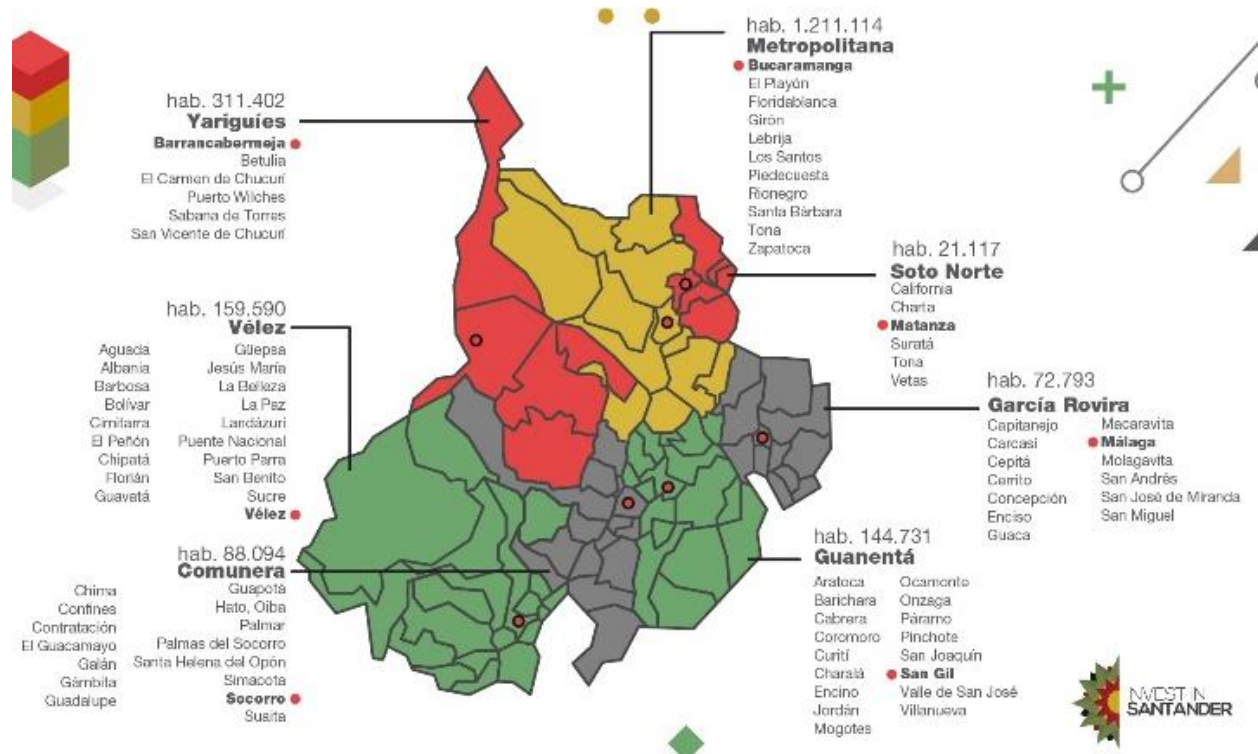 hab. 1.211.114
Metropolitana
Bucaramanga
El Playón
Floridablanca
Girón
Lebrija
Los Santos
Piedecuesta
Rionegro
Santa Bárbara
Tona
Zapatoca
hab. 311.402
Yariguíes
Barrancabermeja
Betulia
El Carmen de Chucurí
Puerto Wilches
Sabana de Torres
San Vicente de Chucurí
hab. 21.117
Soto Norte
California
Charta
Matanza
Suratá
Tona
Vetas
hab. 159.590
Vélez
Aguada
Albania
Barbosa
Bolívar
Cimitarra
El Peñón
Chipatá
Florián
Guavatá
Güepsa
Jesús María
La Belleza
La Paz
Landázuri
Puente Nacional
Puerto Parra
San Benito
Sucre
Vélez
hab. 72.793
García Rovira
Capitanejo
Carcasi
Cepitá
Cerrito
Concepción
Enciso
Guaca
Macaravita
Málaga
Molagavita
San Andrés
San José de Miranda
San Miguel
hab. 88.094
Comunera
Chima
Confines
Contratación
El Guacamayo
Galán
Gámbita
Guadalupe
Guapotá
Hato, Oiba
Palmar
Palmas del Socorro
Santa Helena del Opón
Simacota
Socorro
Suaita
hab. 144.731
Guanentá
Aratoca
Barichara
Cabrera
Coromoro
Curití
Charalá
Encino
Jordán
Mogotes
Ocamonte
Onzaga
Páramo
Pinchote
San Joaquín
San Gil
Valle de San José
Villanueva
INVEST IN
SANTANDER